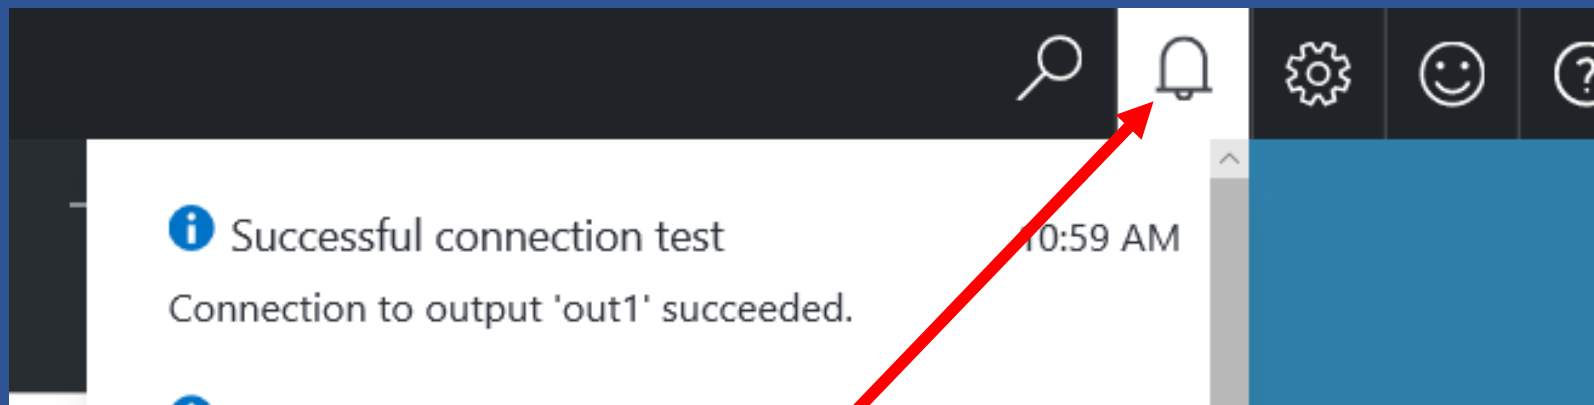 ?
Successful connection test 10:59 AM
Connection to output 'out1' succeeded.